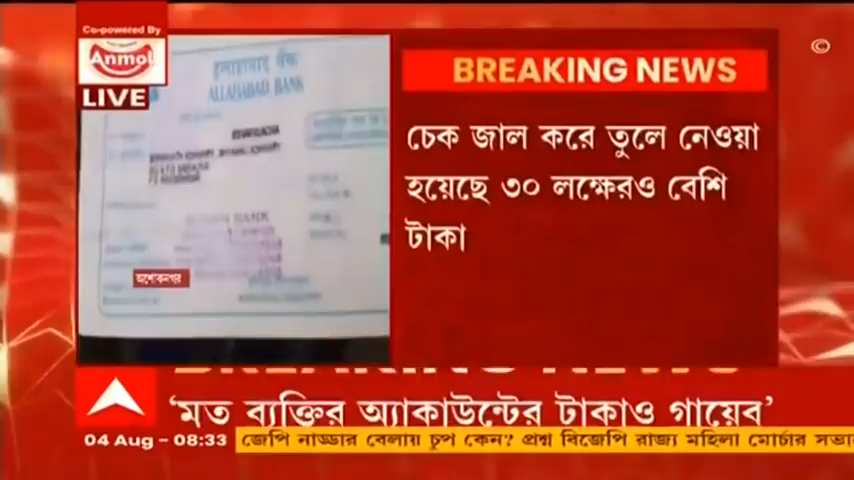 Co-powered By
Anmol
LIVE
©
BREAKING NEWS
চেক জাল করে তুলে নেওয়া
হয়েছে ৩০ লক্ষেরও বেশি
টাকা
इलाहाबाद बैंक
ALLAHABAD BANK
অশোকনগর
'মৃত ব্যক্তির অ্যাকাউন্টের টাকাও গায়েব'
04 Aug - 08:33
জেপি নাড্ডার বেলায় চুপ কেন? প্রশ্ন বিজেপি রাজ্য মহিলা মোর্চার সভা